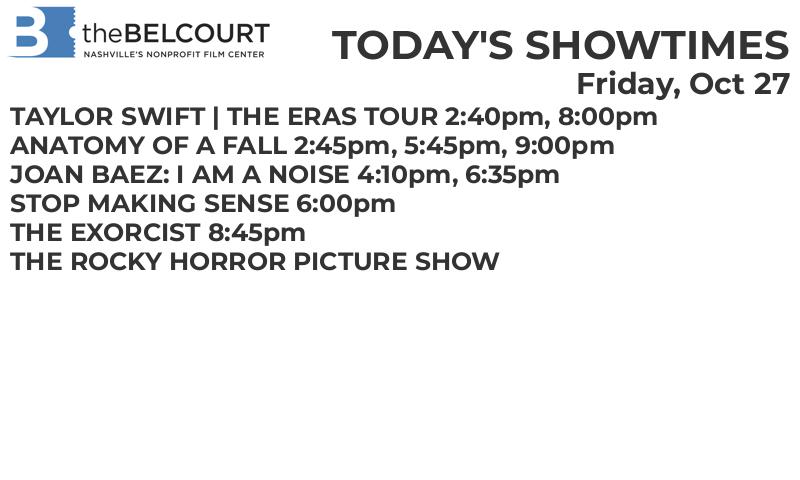 B theBELCOURT
NASHVILLE'S NONPROFIT FILM CENTER
TODAY'S SHOWTIMES
Friday, Oct 27
TAYLOR SWIFT | THE ERAS TOUR 2:40pm, 8:00pm
ANATOMY OF A FALL 2:45pm, 5:45pm, 9:00pm
JOAN BAEZ: I AM A NOISE 4:10pm, 6:35pm
STOP MAKING SENSE 6:00pm
THE EXORCIST 8:45pm
THE ROCKY HORROR PICTURE SHOW